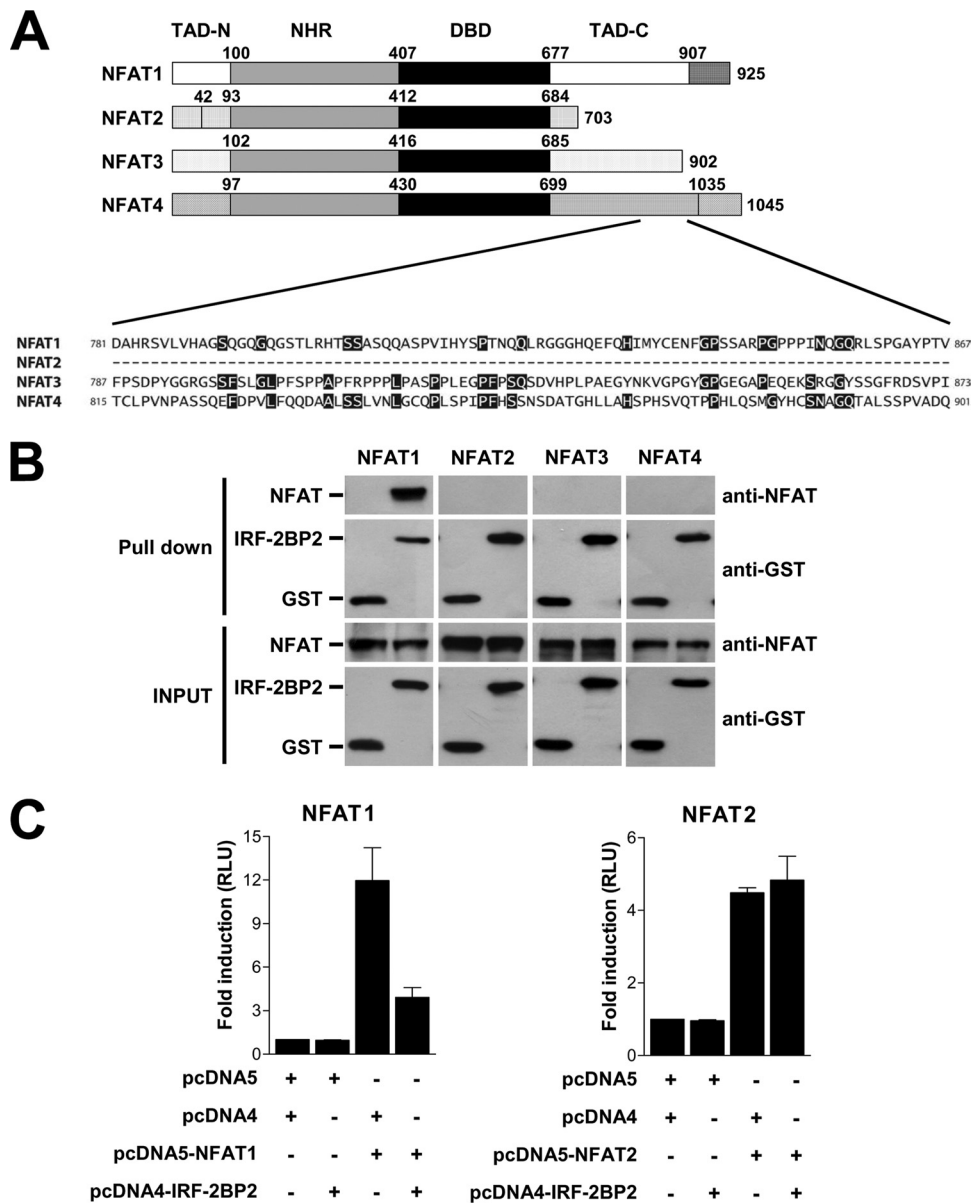 A
TAD-N NHR DBD TAD-C
100 407 677 907
NFAT1 925
42 93 412 684
NFAT2 703
102 416 685
NFAT3 902
97 430 699 1035
NFAT4 1045
NFAT1 781 DAHRSVLVHAGSQGQGQGSTLRHTSSASQQASPVIHYSPTNQQLRGGGHQEFQHIMYCENFGPSSARPGPPPINQGQRLSPGAYPTV 867
NFAT2 ---------------------------------------------------------------------------------------
NFAT3 787 FPSDPYGGRGSSFSLGLPFSPPAPFRPPPLPASPPLEGPFPSQSDVHPLPAEGYNKVGPGYGPGEGAPEQEKSRGGYSSGFRDSVPI 873
NFAT4 815 TCLPVNPASSQEFDPVLFQQDAALSSLVNLGCQPLSPIPFHSSNSDATGHLLAHSPHSVQTPPHLQSMGYHCSNAGQTALSSPVADQ 901
B
NFAT1 NFAT2 NFAT3 NFAT4
Pull down
NFAT anti-NFAT
IRF-2BP2
anti-GST
GST
INPUT
NFAT anti-NFAT
IRF-2BP2
anti-GST
GST
C
NFAT1
Fold induction (RLU)
15
12
9
6
3
0
pcDNA5 + + - -
pcDNA4 + - + -
pcDNA5-NFAT1 - - + +
pcDNA4-IRF-2BP2 - + - +
NFAT2
Fold induction (RLU)
6
4
2
0
pcDNA5 + + - -
pcDNA4 + - + -
pcDNA5-NFAT2 - - + +
pcDNA4-IRF-2BP2 - + - +